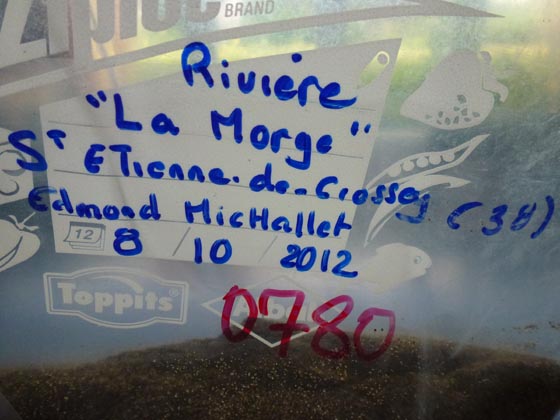 Ziploc
BRAND
Rivière
"La Morge"
St Etienne-de-Crossey (38)
Edmond MicHallet
12 8 / 10 / 2012
Toppits®
0780